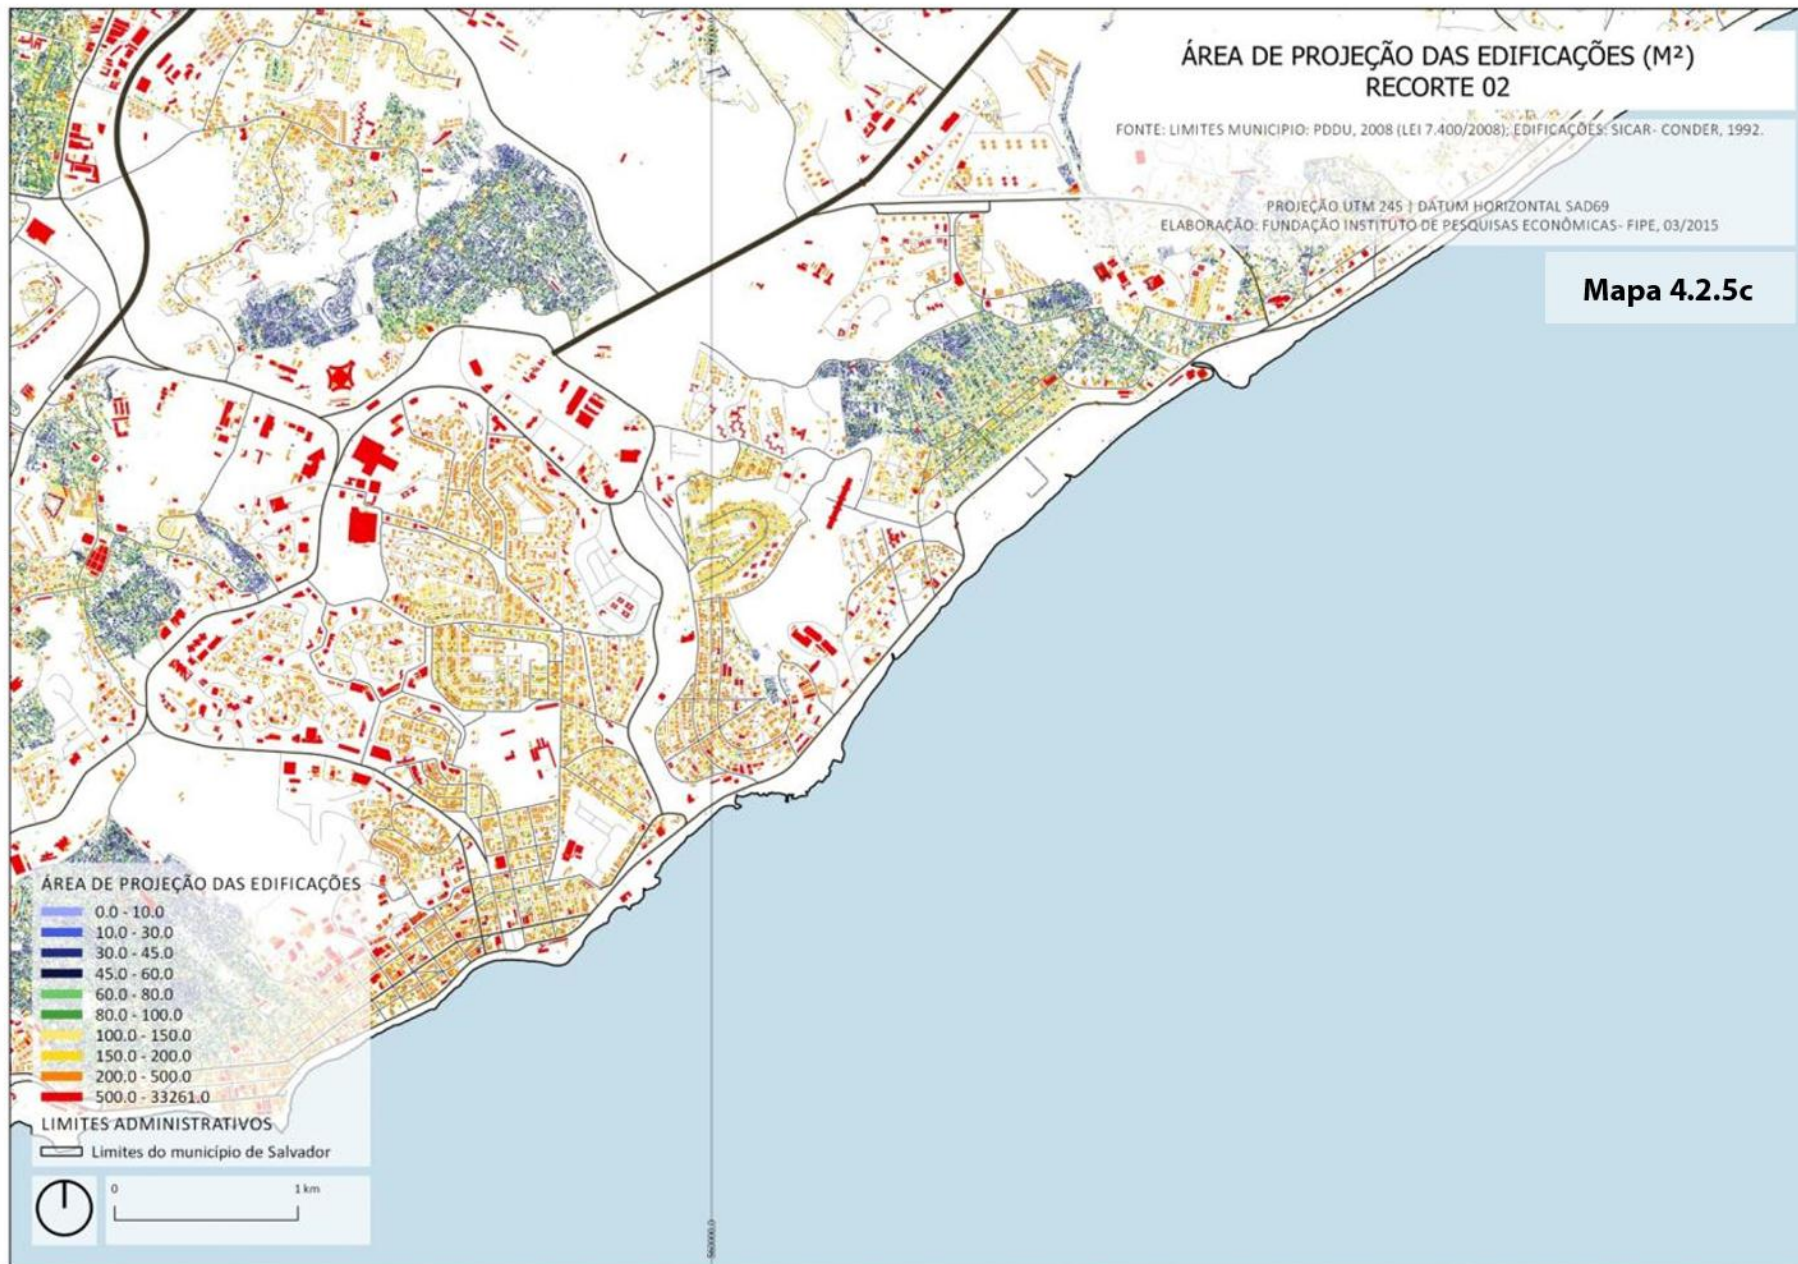 ÁREA DE PROJEÇÃO DAS EDIFICAÇÕES (M²)
RECORTE 02
FONTE: LIMITES MUNICIPIO: PDDU, 2008 (LEI 7.400/2008); EDIFICAÇÕES: SICAR- CONDER, 1992.
PROJEÇÃO UTM 24S | DATUM HORIZONTAL SAD69
ELABORAÇÃO: FUNDAÇÃO INSTITUTO DE PESQUISAS ECONÔMICAS- FIPE, 03/2015
Mapa 4.2.5c
ÁREA DE PROJEÇÃO DAS EDIFICAÇÕES
0.0 - 10.0
10.0 - 30.0
30.0 - 45.0
45.0 - 60.0
60.0 - 80.0
80.0 - 100.0
100.0 - 150.0
150.0 - 200.0
200.0 - 500.0
500.0 - 33261.0
LIMITES ADMINISTRATIVOS
Limites do município de Salvador
0 1 km